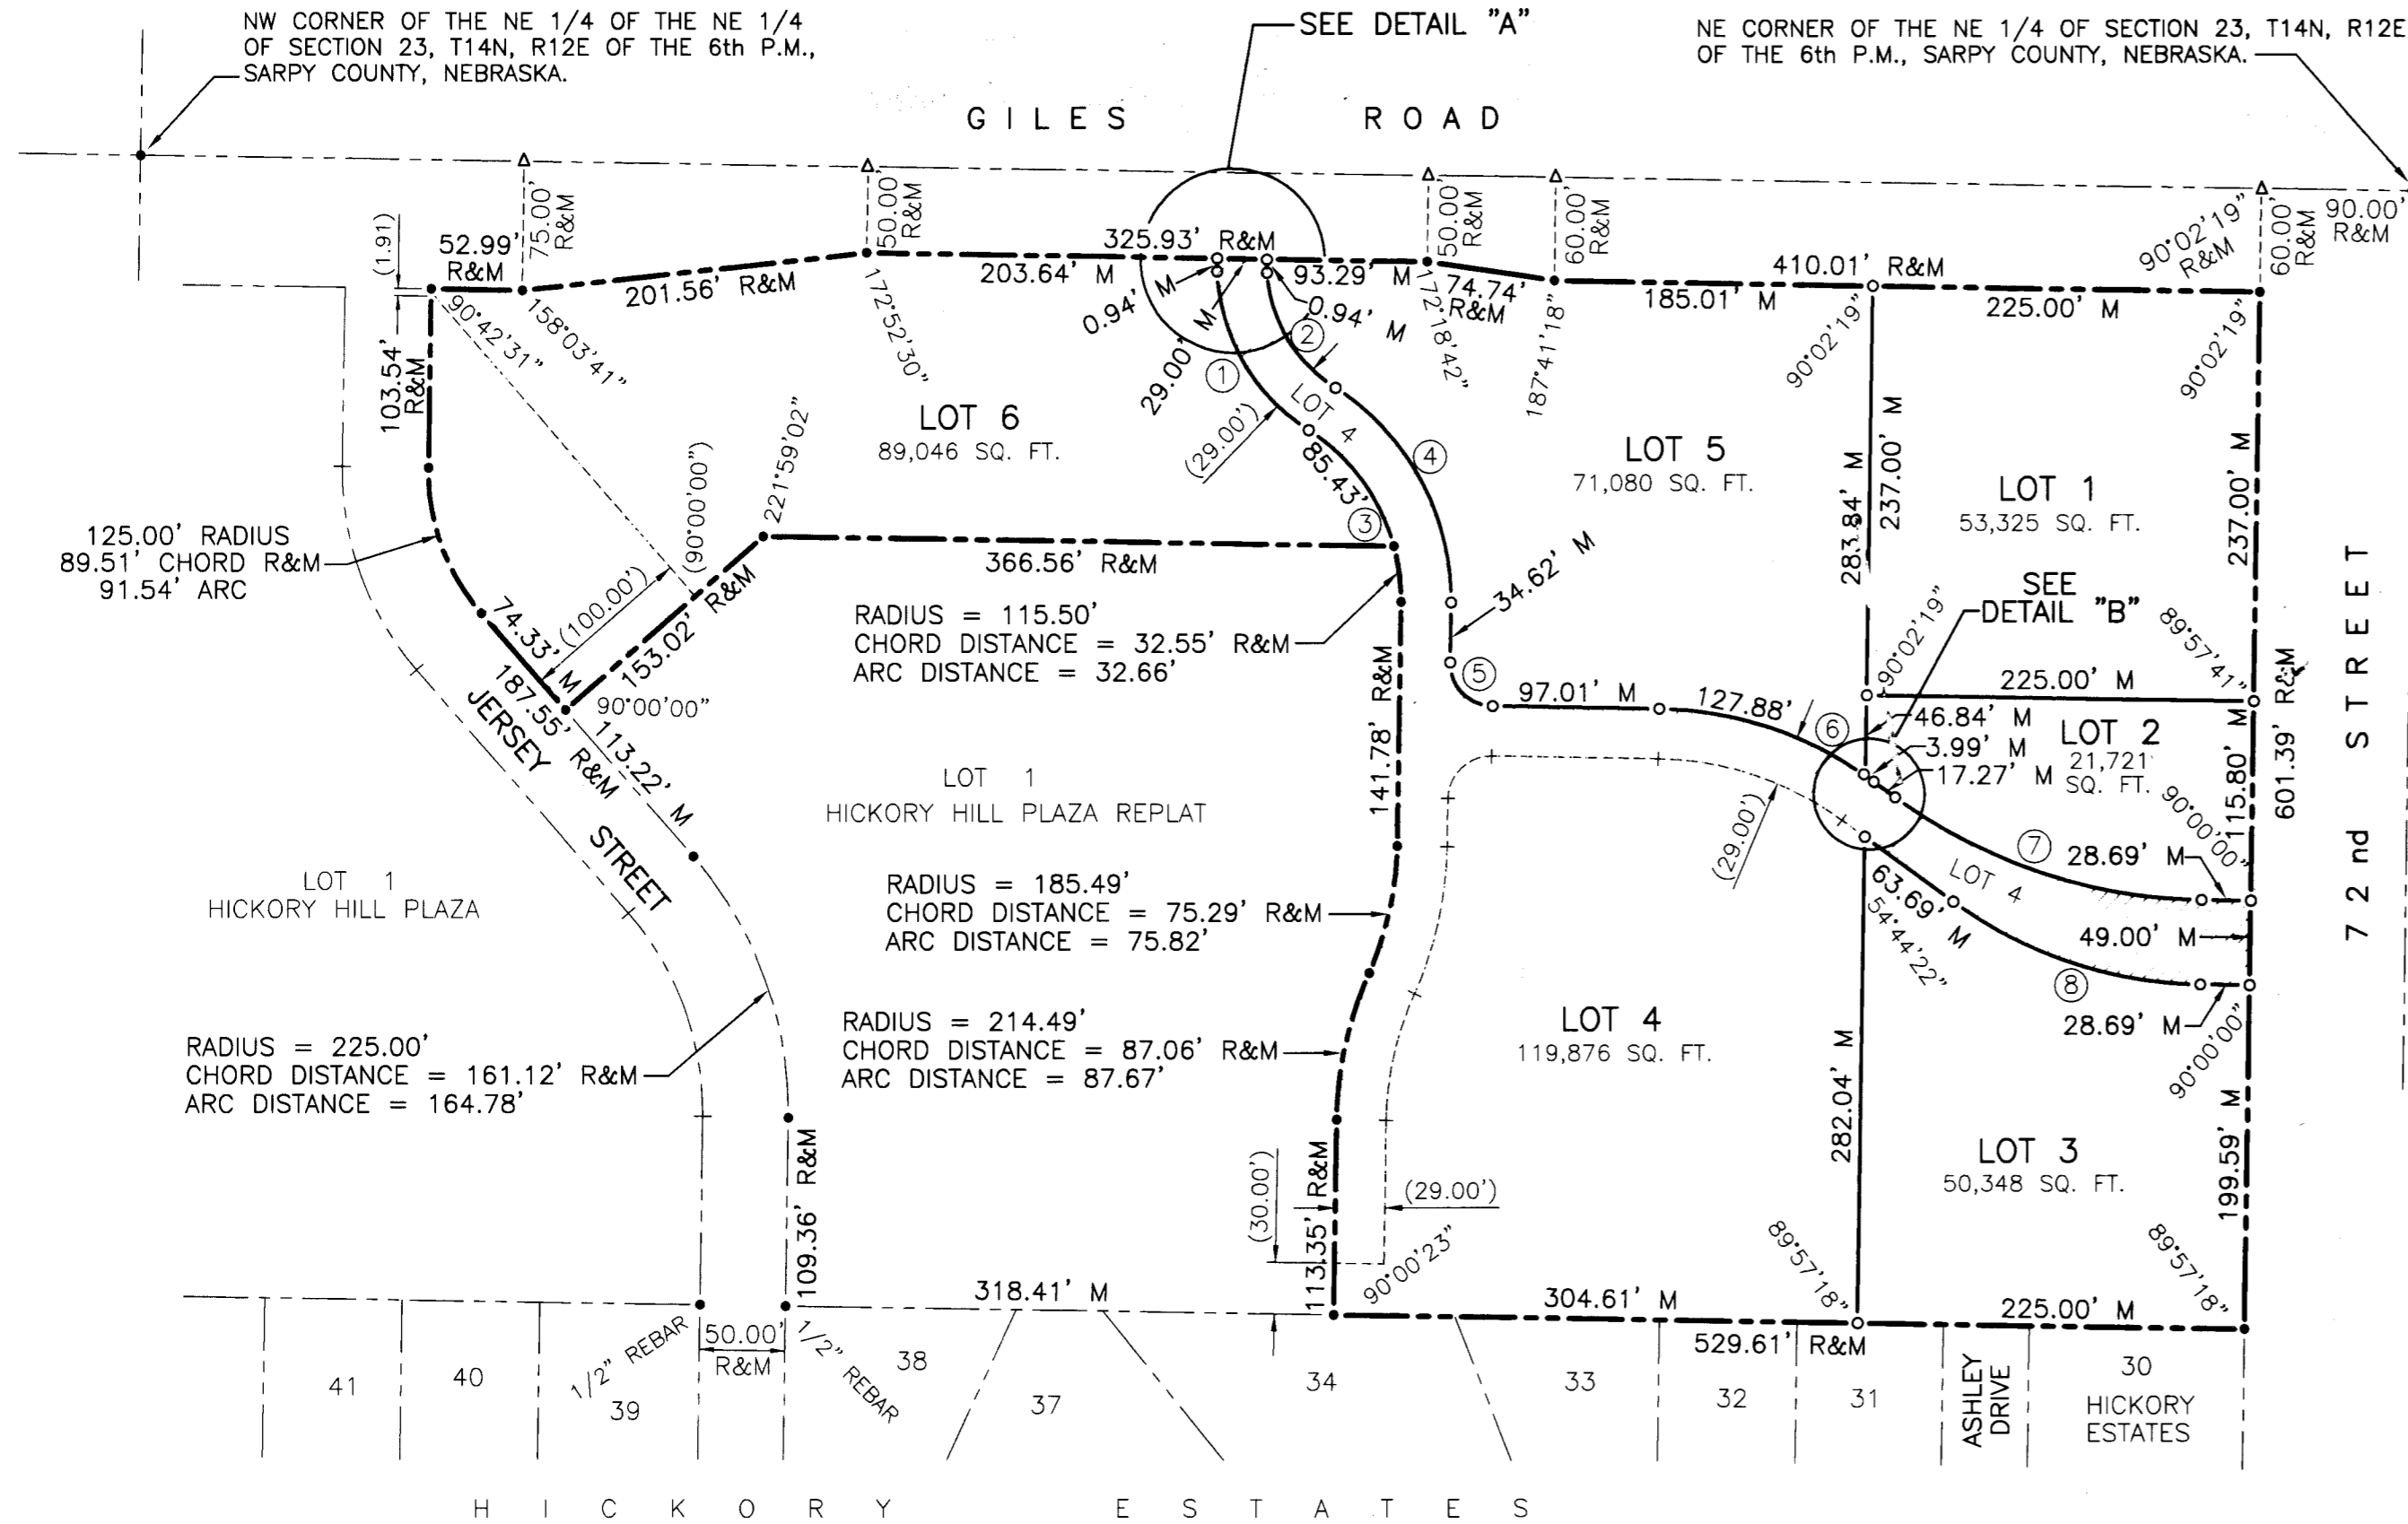 NW CORNER OF THE NE 1/4 OF THE NE 1/4
OF SECTION 23, T14N, R12E OF THE 6th P.M.,
SARPY COUNTY, NEBRASKA.
SEE DETAIL "A"
NE CORNER OF THE NE 1/4 OF SECTION 23, T14N, R12E
OF THE 6th P.M., SARPY COUNTY, NEBRASKA.
GILES ROAD
(1.91)
52.99'
R&M
75.00'
R&M
201.56' R&M
50.00'
R&M
325.93' R&M
203.64' M
0.94' M
29.00' M
93.29' M
0.94' M
50.00'
R&M
74.74'
R&M
60.00'
R&M
410.01' R&M
185.01' M
225.00' M
90°02'19"
R&M
60.00'
R&M
90.00'
R&M
90°42'31"
158°03'41"
172°52'30"
172°18'42"
187°41'18"
90°02'19"
90°02'19"
103.54'
R&M
LOT 6
89,046 SQ. FT.
1
2
LOT 4
(29.00')
85.43'
3
4
LOT 5
71,080 SQ. FT.
283.84' M
237.00' M
LOT 1
53,325 SQ. FT.
237.00' M
221°59'02"
(90°00'00")
125.00' RADIUS
89.51' CHORD R&M
91.54' ARC
366.56' R&M
34.62' M
SEE
DETAIL "B"
72nd STREET
74.33' M
(100.00')
153.02' R&M
187.55' R&M
90°00'00"
113.22' M
JERSEY
STREET
RADIUS = 115.50'
CHORD DISTANCE = 32.55' R&M
ARC DISTANCE = 32.66'
141.78' R&M
5
97.01' M
127.88'
6
90°02'19"
89°57'41"
225.00' M
46.84' M
3.99' M
17.27' M
LOT 2
21,721
SQ. FT.
115.80' M
601.39' R&M
90°00'00"
LOT 1
HICKORY HILL PLAZA REPLAT
(29.00')
7
28.69' M
LOT 4
63.69' M
54°44'22"
49.00' M
8
28.69' M
90°00'00"
LOT 1
HICKORY HILL PLAZA
RADIUS = 185.49'
CHORD DISTANCE = 75.29' R&M
ARC DISTANCE = 75.82'
RADIUS = 225.00'
CHORD DISTANCE = 161.12' R&M
ARC DISTANCE = 164.78'
RADIUS = 214.49'
CHORD DISTANCE = 87.06' R&M
ARC DISTANCE = 87.67'
LOT 4
119,876 SQ. FT.
282.04' M
LOT 3
50,348 SQ. FT.
199.59' M
109.36' R&M
(30.00')
113.35' R&M
(29.00')
90°00'23"
89°57'18"
89°57'18"
318.41' M
304.61' M
225.00' M
529.61' R&M
1/2" REBAR
50.00'
R&M
1/2" REBAR
41
40
39
38
37
34
33
32
31
ASHLEY
DRIVE
30
HICKORY
ESTATES
HICKORY ESTATES